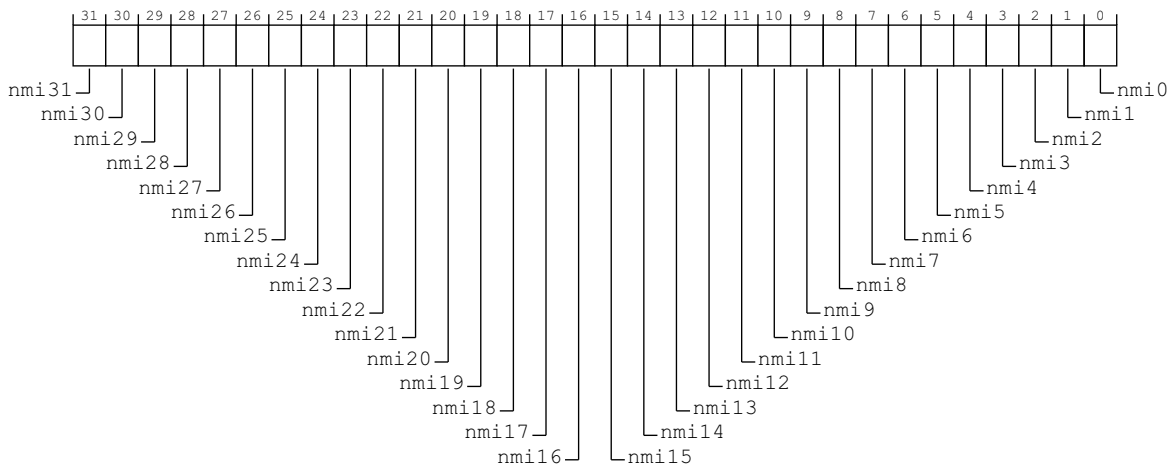 31 30 29 28 27 26 25 24 23 22 21 20 19 18 17 16 15 14 13 12 11 10 9 8 7 6 5 4 3 2 1 0
nmi31 nmi0
nmi30 nmi1
nmi29 nmi2
nmi28 nmi3
nmi27 nmi4
nmi26 nmi5
nmi25 nmi6
nmi24 nmi7
nmi23 nmi8
nmi22 nmi9
nmi21 nmi10
nmi20 nmi11
nmi19 nmi12
nmi18 nmi13
nmi17 nmi14
nmi16 nmi15